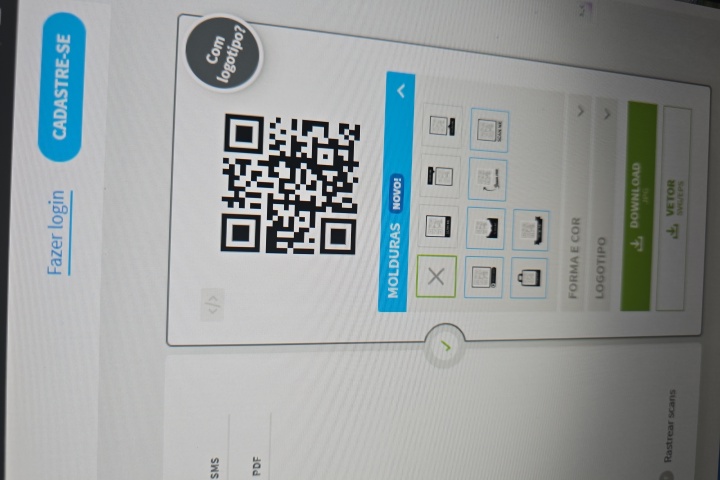 Fazer login
CADASTRE-SE
SMS
PDF
</>
Com
logotipo?
MOLDURAS NOVO!
FORMA E COR
LOGOTIPO
DOWNLOAD
JPG
VETOR
SVG/EPS
Rastrear scans